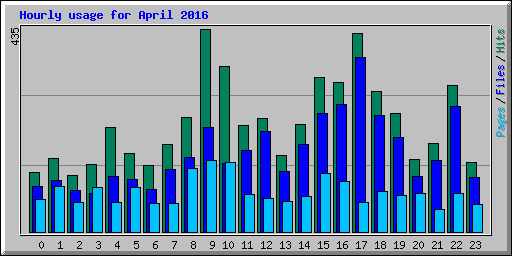 Hourly usage for April 2016
435
Pages / Files / Hits
0 1 2 3 4 5 6 7 8 9 10 11 12 13 14 15 16 17 18 19 20 21 22 23